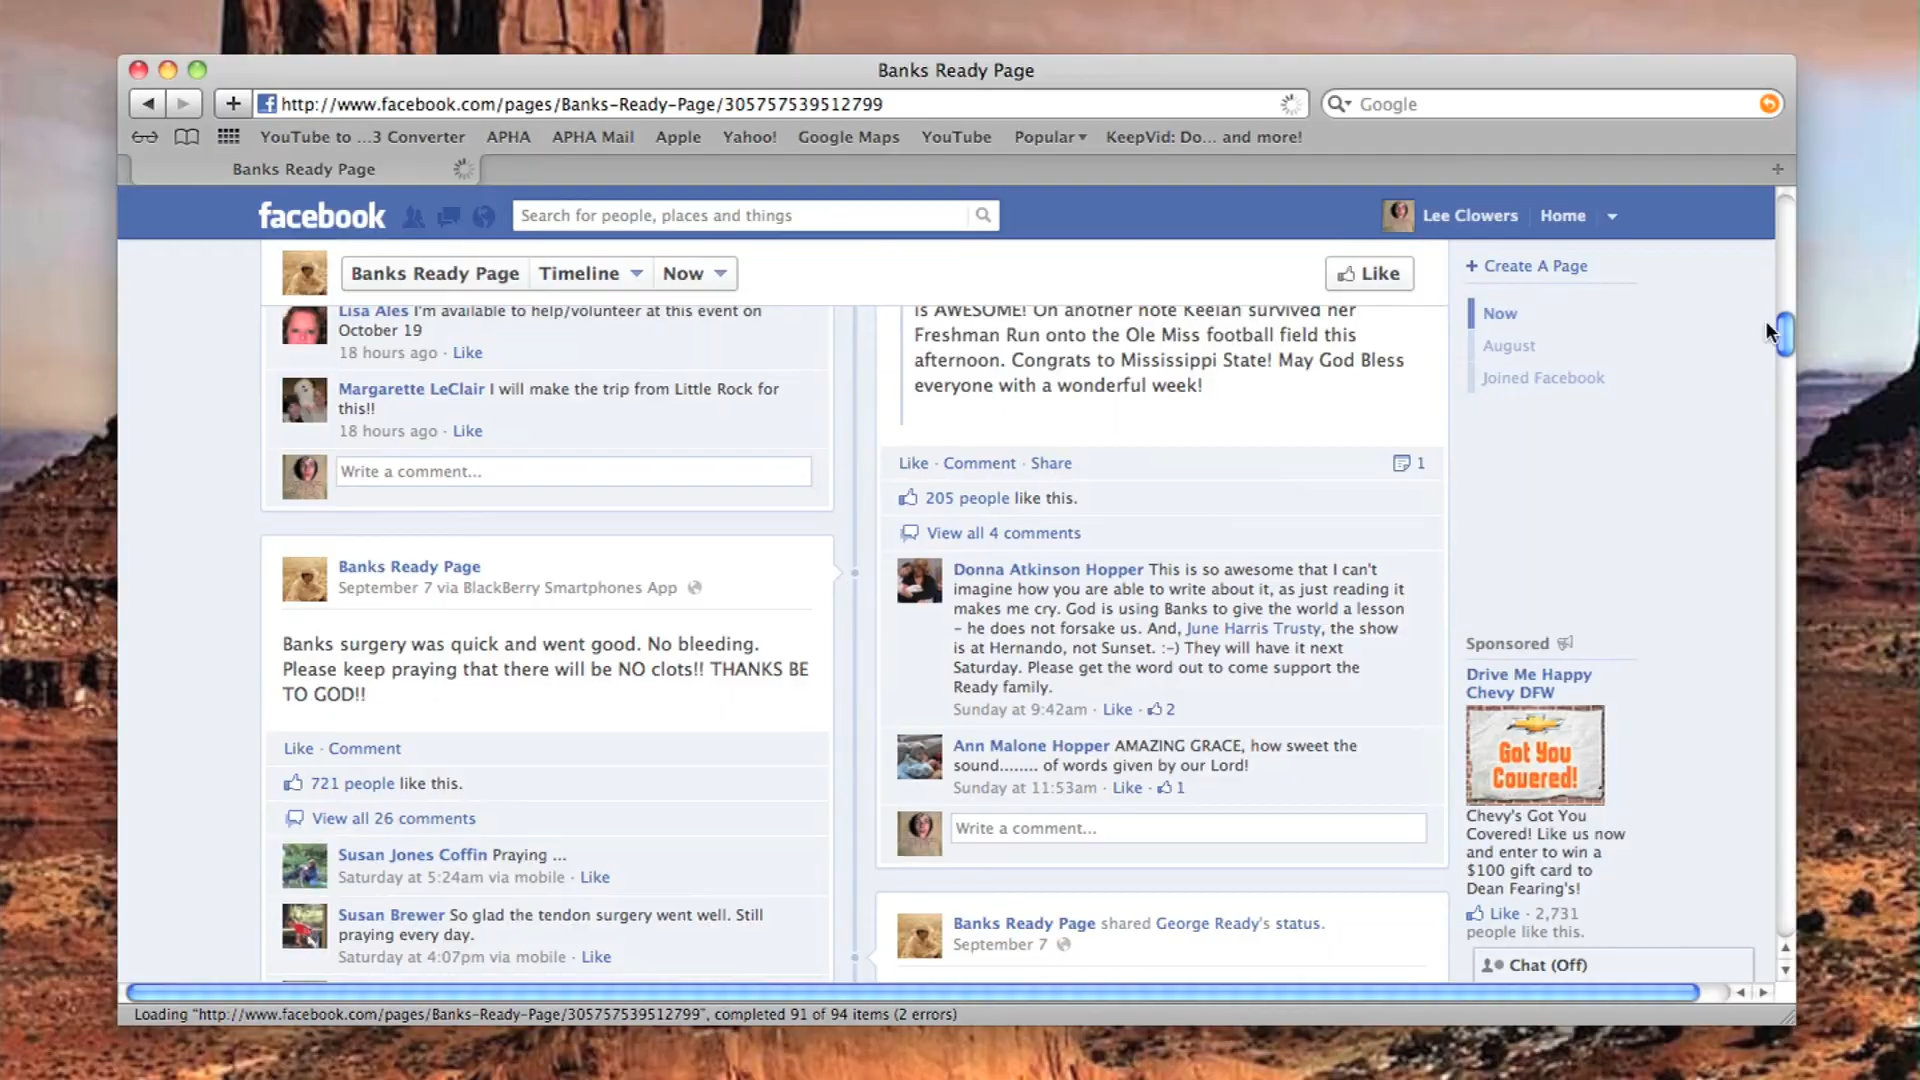 Banks Ready Page
http://www.facebook.com/pages/Banks-Ready-Page/305757539512799
Google
YouTube to ...3 Converter
APHA
APHA Mail
Apple
Yahoo!
Google Maps
YouTube
Popular
KeepVid: Do... and more!
Banks Ready Page
facebook
Search for people, places and things
Lee Clowers
Home
Banks Ready Page
Timeline
Now
Like
Lisa Ales I'm available to help/volunteer at this event on
October 19
18 hours ago · Like
Margarette LeClair I will make the trip from Little Rock for
this!!
18 hours ago · Like
Write a comment...
Banks Ready Page
September 7 via BlackBerry Smartphones App
Banks surgery was quick and went good. No bleeding.
Please keep praying that there will be NO clots!! THANKS BE
TO GOD!!
Like · Comment
721 people like this.
View all 26 comments
Susan Jones Coffin Praying ...
Saturday at 5:24am via mobile · Like
Susan Brewer So glad the tendon surgery went well. Still
praying every day.
Saturday at 4:07pm via mobile · Like
is AWESOME! On another note Keelan survived her
Freshman Run onto the Ole Miss football field this
afternoon. Congrats to Mississippi State! May God Bless
everyone with a wonderful week!
Like · Comment · Share
1
205 people like this.
View all 4 comments
Donna Atkinson Hopper This is so awesome that I can't
imagine how you are able to write about it, as just reading it
makes me cry. God is using Banks to give the world a lesson
- he does not forsake us. And, June Harris Trusty, the show
is at Hernando, not Sunset. :-) They will have it next
Saturday. Please get the word out to come support the
Ready family.
Sunday at 9:42am · Like · 2
Ann Malone Hopper AMAZING GRACE, how sweet the
sound........ of words given by our Lord!
Sunday at 11:53am · Like · 1
Write a comment...
Banks Ready Page shared George Ready's status.
September 7
+ Create A Page
Now
August
Joined Facebook
Sponsored
Drive Me Happy
Chevy DFW
Got You
Covered!
Chevy's Got You
Covered! Like us now
and enter to win a
$100 gift card to
Dean Fearing's!
Like · 2,731
people like this.
Chat (Off)
Loading "http://www.facebook.com/pages/Banks-Ready-Page/305757539512799", completed 91 of 94 items (2 errors)